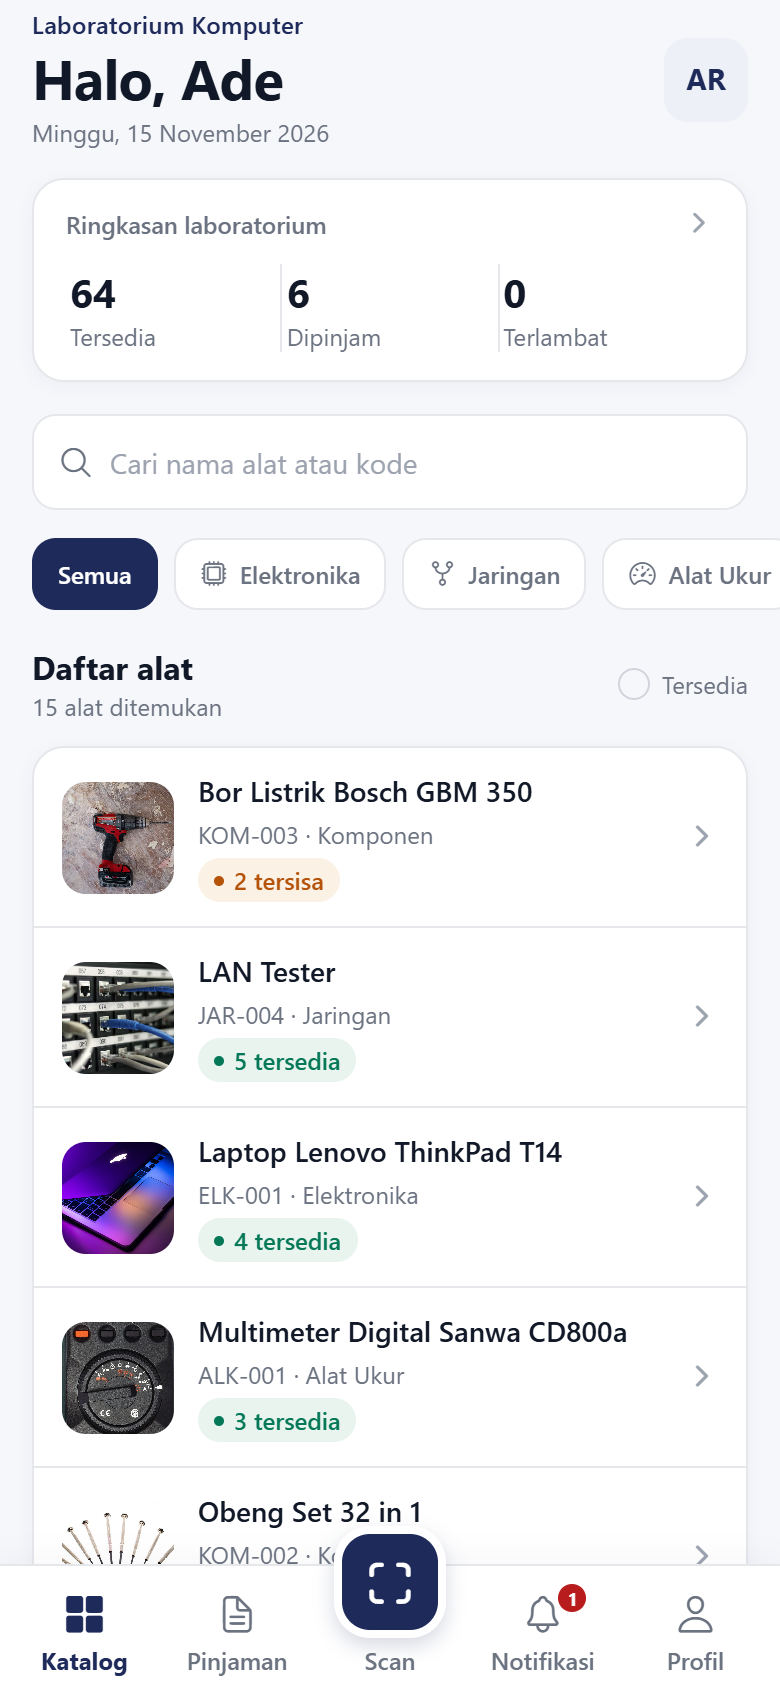 Laboratorium Komputer
Halo, Ade
AR
Minggu, 15 November 2026
Ringkasan laboratorium
64
Tersedia
6
Dipinjam
0
Terlambat
Cari nama alat atau kode
Semua
Elektronika
Jaringan
Alat Ukur
Daftar alat
15 alat ditemukan
Tersedia
Bor Listrik Bosch GBM 350
KOM-003 · Komponen
2 tersisa
LAN Tester
JAR-004 · Jaringan
5 tersedia
Laptop Lenovo ThinkPad T14
ELK-001 · Elektronika
4 tersedia
Multimeter Digital Sanwa CD800a
ALK-001 · Alat Ukur
3 tersedia
Obeng Set 32 in 1
KOM-002 ·
Katalog
Pinjaman
Scan
1
Notifikasi
Profil